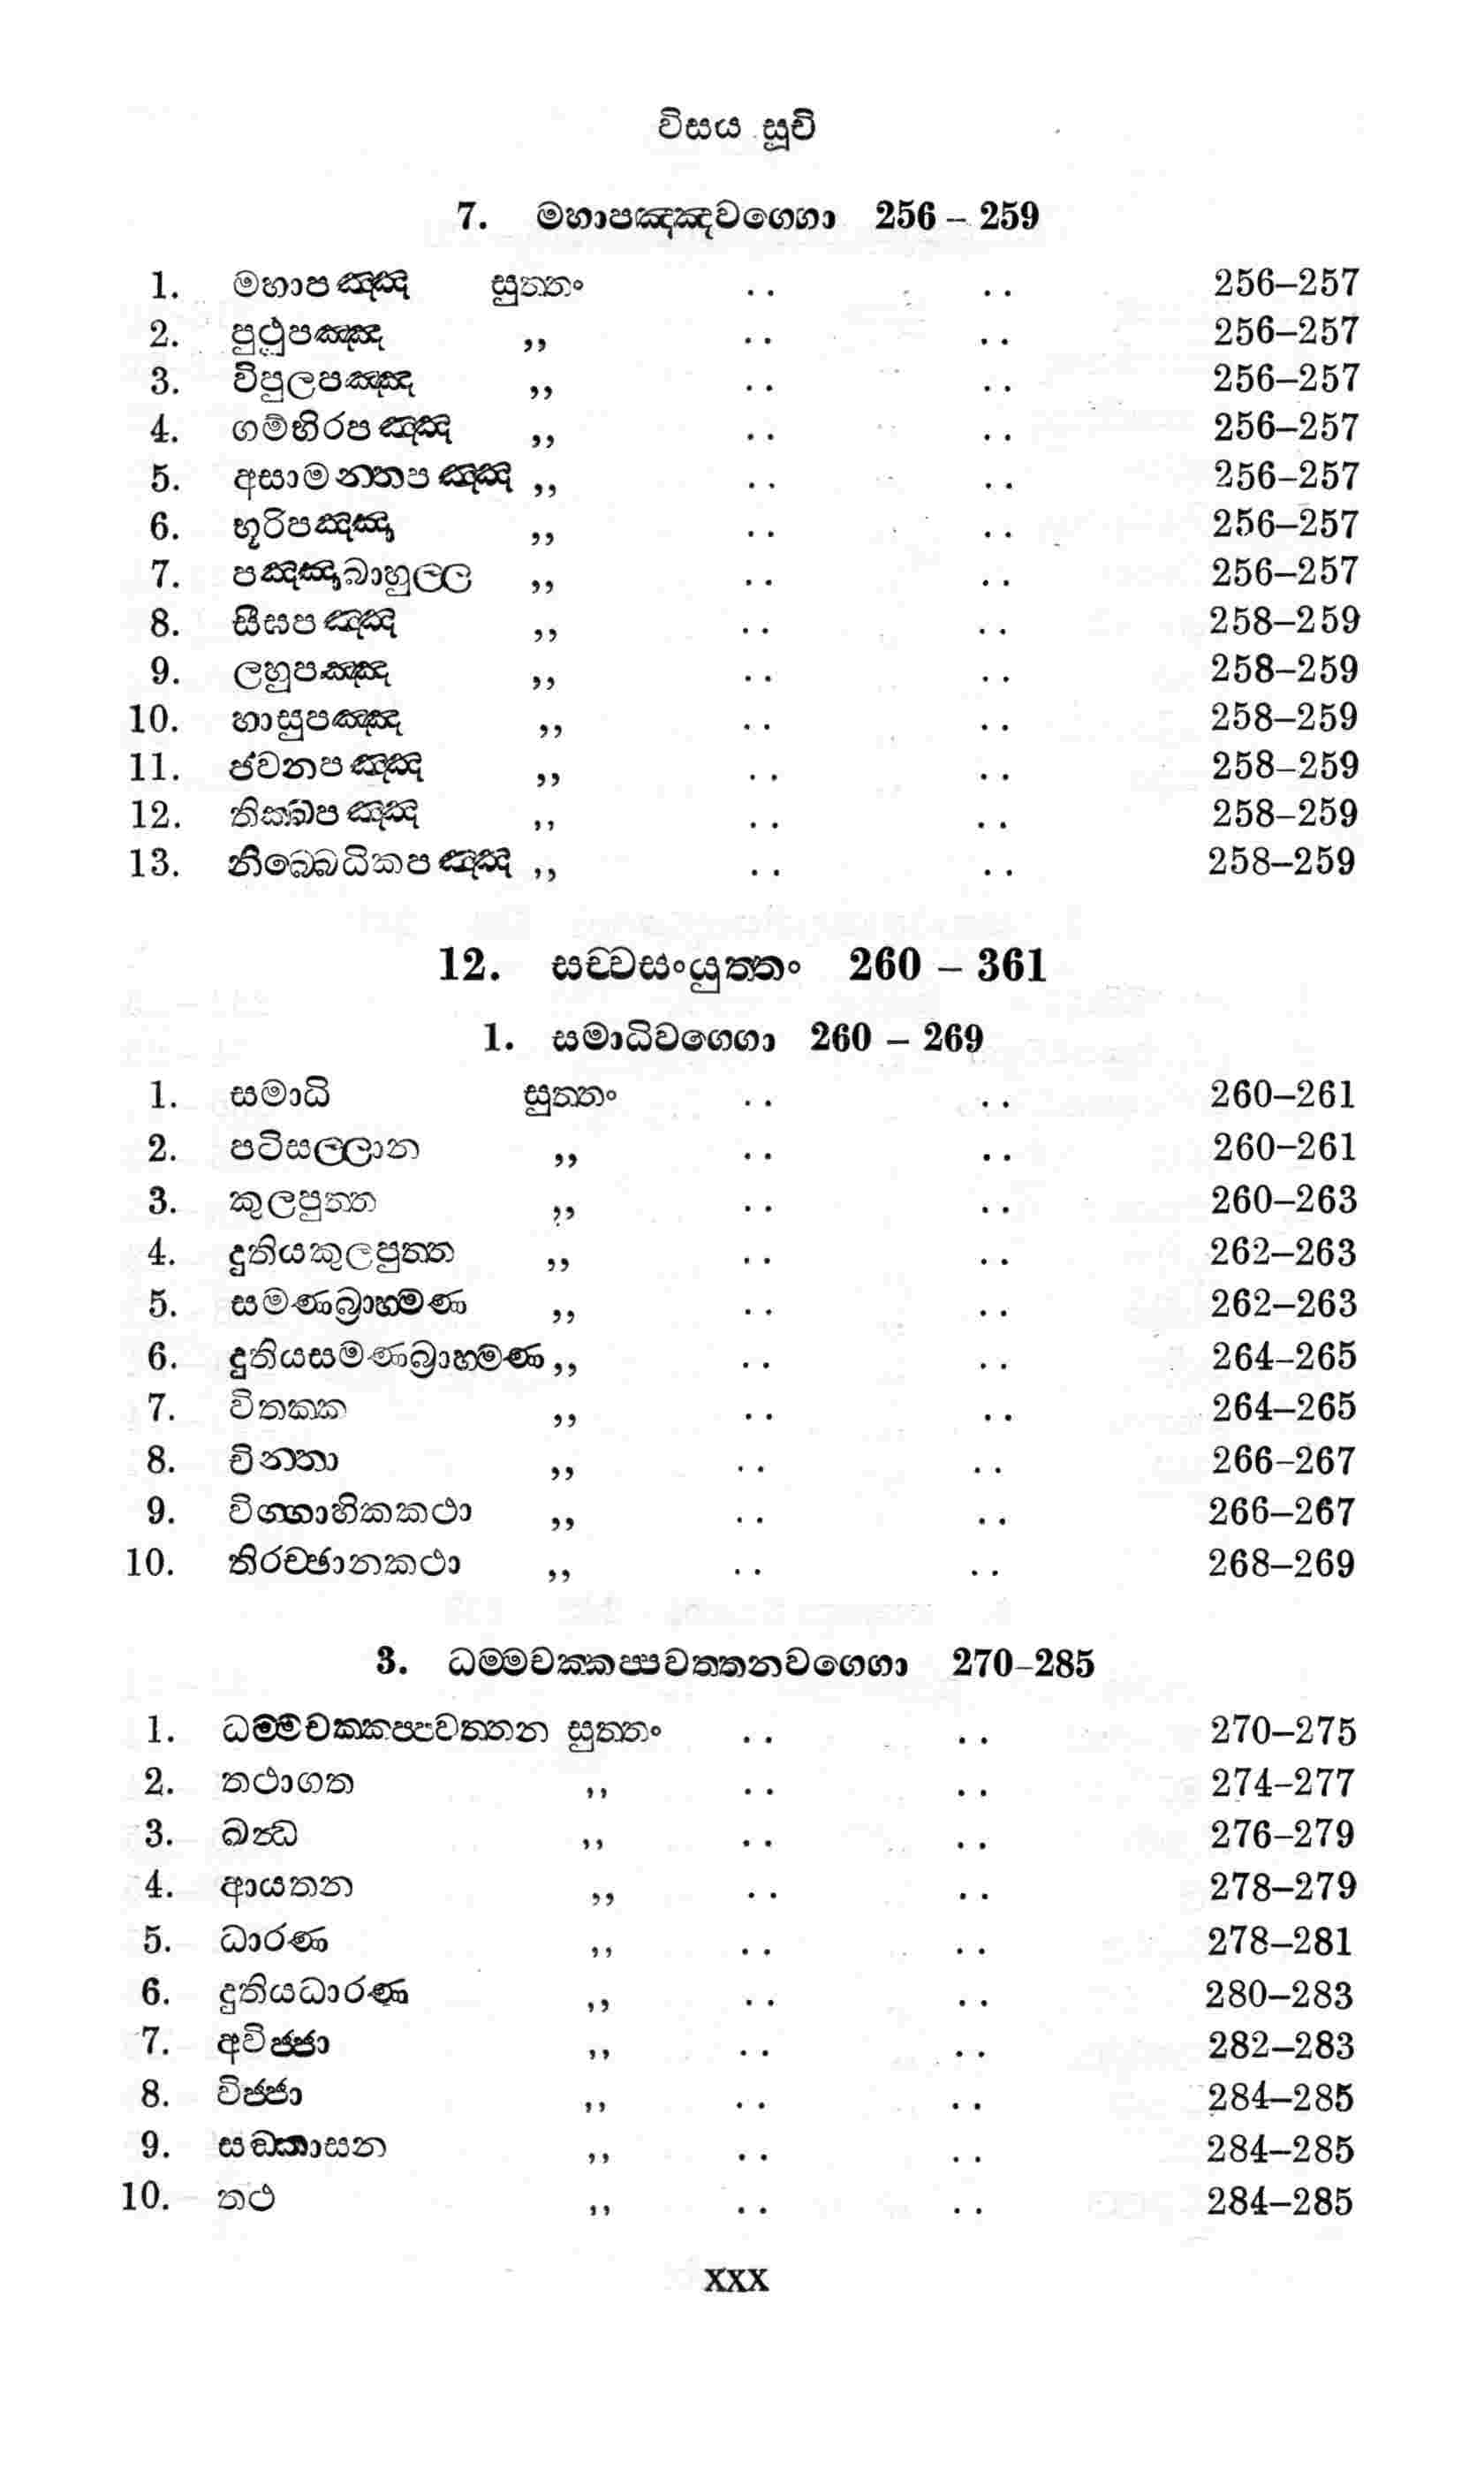 විසය සූචි
7. මහාපඤ්ඤවග්ගො 256 – 259
1. මහාපඤ්ඤ සුත්තං .. .. 256–257
2. පුථුපඤ්ඤ ,, .. .. 256–257
3. විපුලපඤ්ඤ ,, .. .. 256–257
4. ගම්භීරපඤ්ඤ ,, .. .. 256–257
5. අසාමන්තපඤ්ඤ ,, .. .. 256–257
6. භූරිපඤ්ඤ ,, .. .. 256–257
7. පඤ්ඤාබාහුල්ල ,, .. .. 256–257
8. සීඝපඤ්ඤ ,, .. .. 258–259
9. ලහුපඤ්ඤ ,, .. .. 258–259
10. හාසුපඤ්ඤ ,, .. .. 258–259
11. ජවනපඤ්ඤ ,, .. .. 258–259
12. තික්ඛපඤ්ඤ ,, .. .. 258–259
13. නිබ්බෙධිකපඤ්ඤ ,, .. .. 258–259
12. සච්චසංයුත්තං 260 – 361
1. සමාධිවග්ගො 260 – 269
1. සමාධි සුත්තං .. .. 260–261
2. පටිසල්ලාන ,, .. .. 260–261
3. කුලපුත්ත ,, .. .. 260–263
4. දුතියකුලපුත්ත ,, .. .. 262–263
5. සමණබ්‍රාහ්මණ ,, .. .. 262–263
6. දුතියසමණබ්‍රාහ්මණ ,, .. .. 264–265
7. විතක්ක ,, .. .. 264–265
8. චින්තා ,, .. .. 266–267
9. විග්ගාහිකකථා ,, .. .. 266–267
10. තිරච්ඡානකථා ,, .. .. 268–269
3. ධම්මචක්කප්පවත්තනවග්ගො 270–285
1. ධම්මචක්කප්පවත්තන සුත්තං .. .. 270–275
2. තථාගත ,, .. .. 274–277
3. ඛන්ධ ,, .. .. 276–279
4. ආයතන ,, .. .. 278–279
5. ධාරණ ,, .. .. 278–281
6. දුතියධාරණ ,, .. .. 280–283
7. අවිජ්ජා ,, .. .. 282–283
8. විජ්ජා ,, .. .. 284–285
9. සඞ්කාසන ,, .. .. 284–285
10. තථ ,, .. .. 284–285
xxx